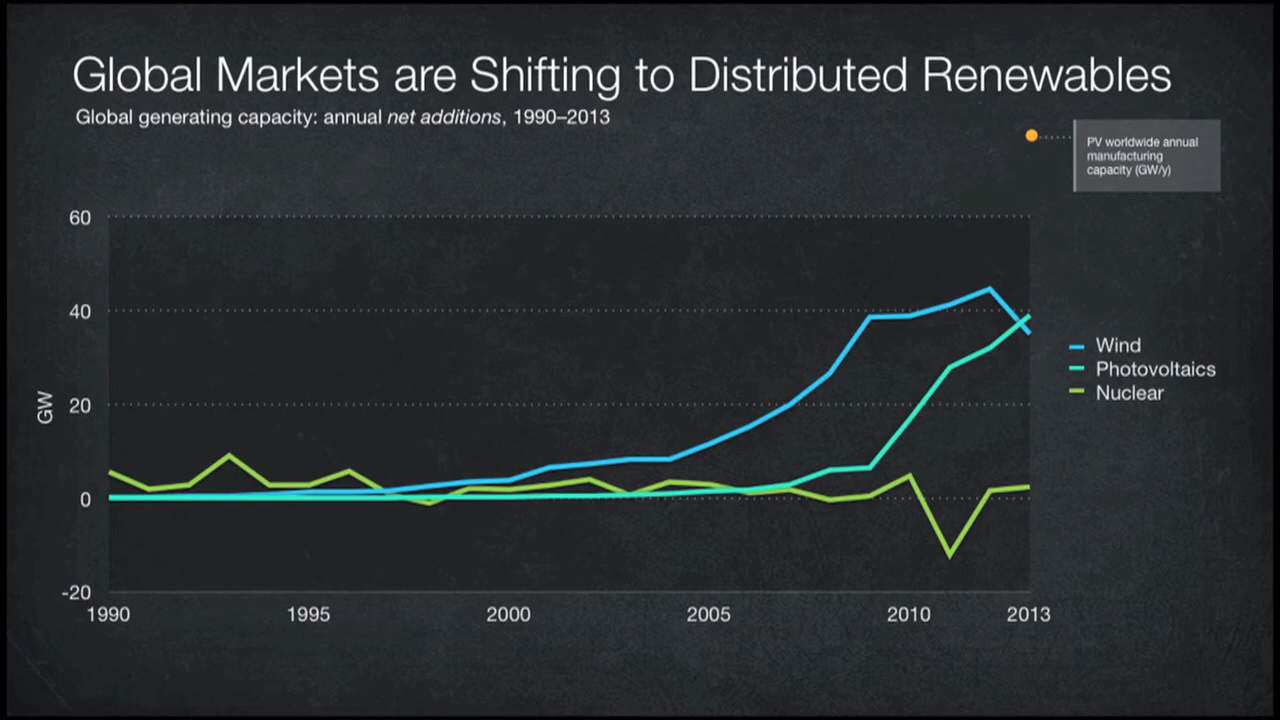 Global Markets are Shifting to Distributed Renewables
Global generating capacity: annual net additions, 1990–2013
PV worldwide annual
manufacturing
capacity (GW/y)
60
40
20
0
-20
GW
1990
1995
2000
2005
2010
2013
Wind
Photovoltaics
Nuclear